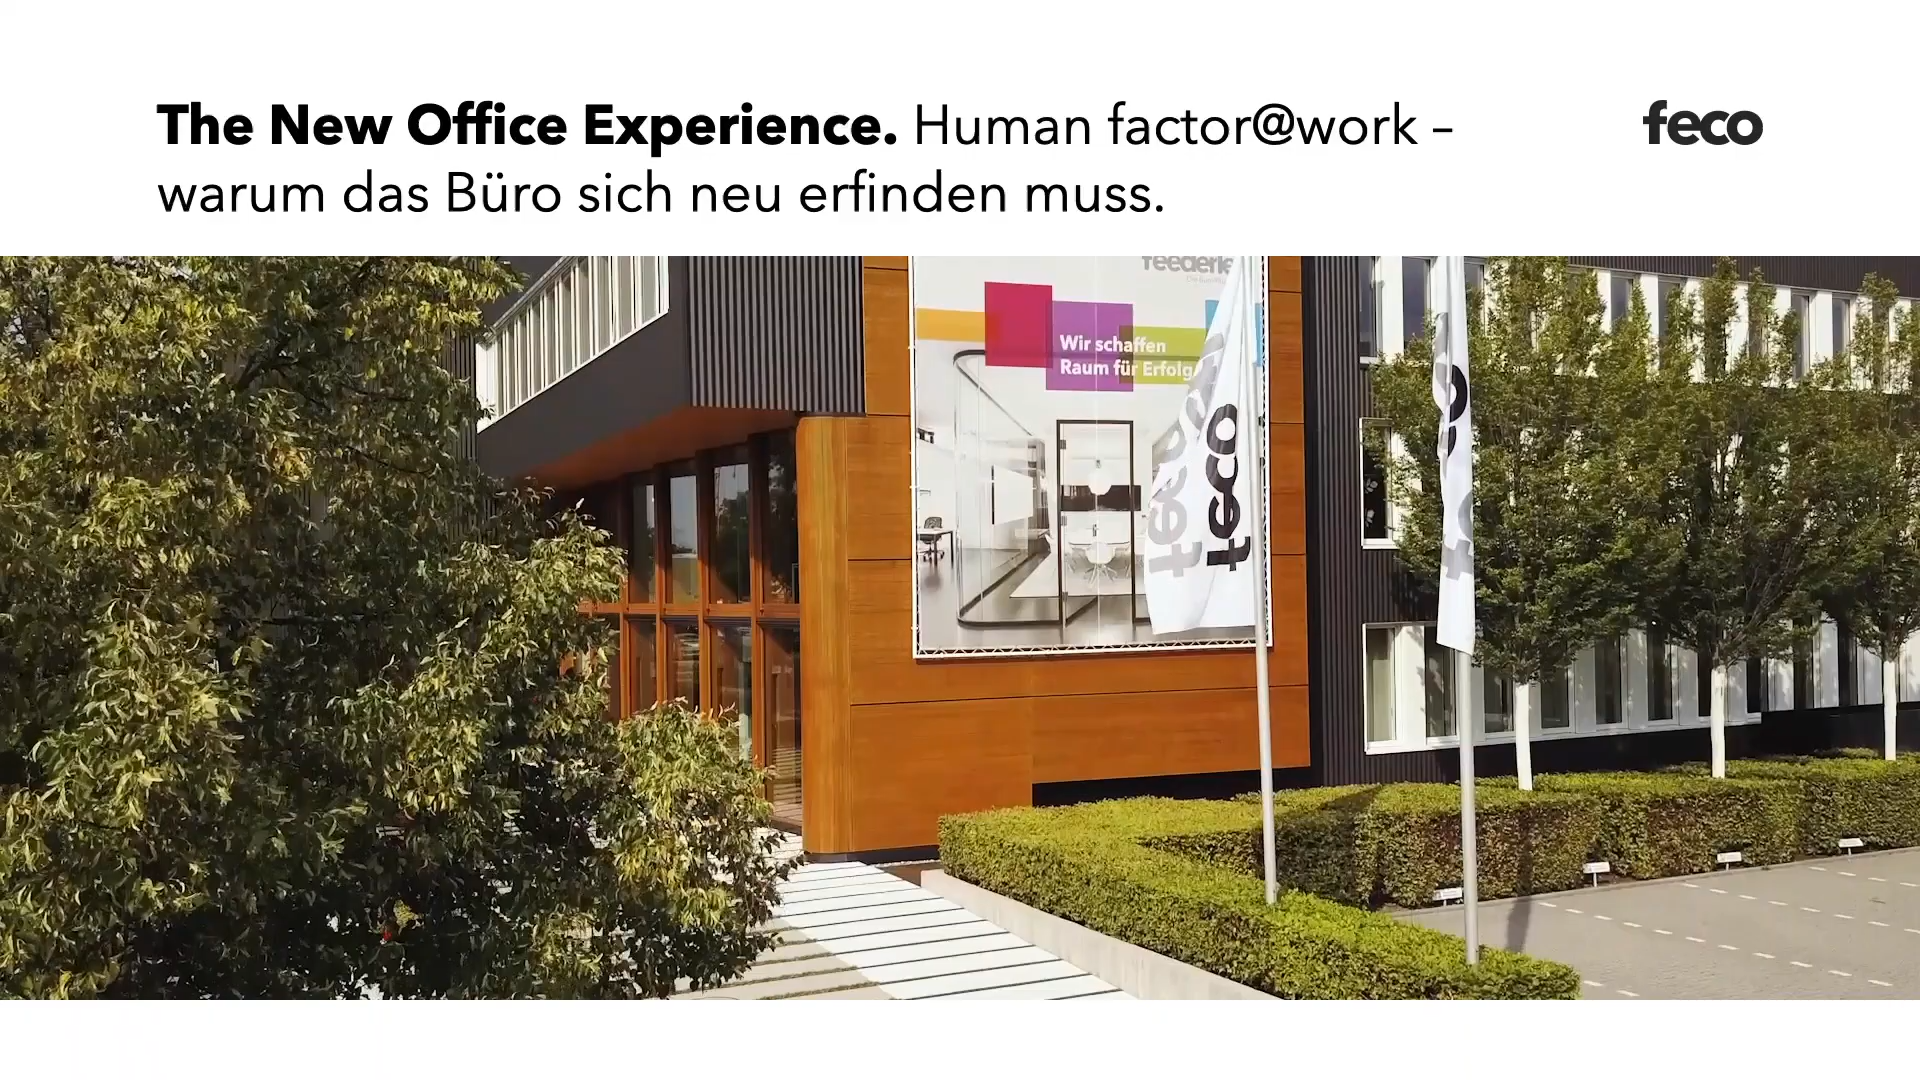 The New Office Experience. Human factor@work –
warum das Büro sich neu erfinden muss.
feco
Wir schaffen
Raum für Erfolg
feco